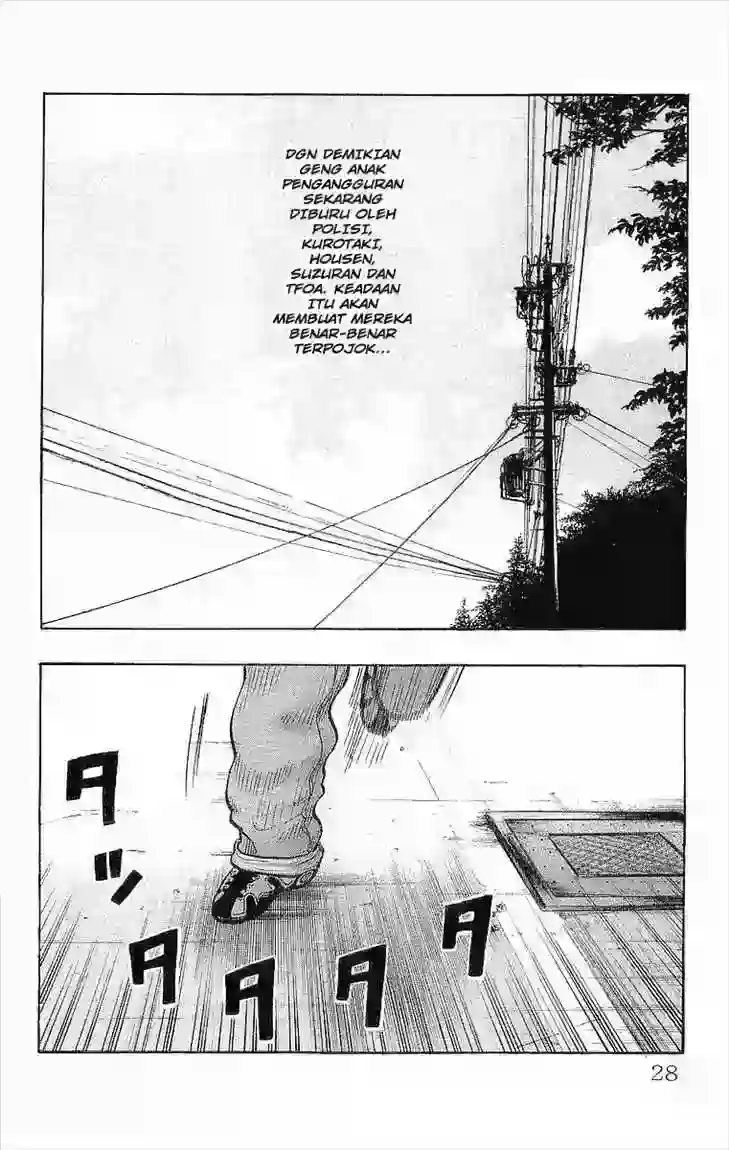 DGN DEMIKIAN
GENG ANAK
PENGANGGURAN
SEKARANG
DIBURU OLEH
POLISI,
KUROTAKI,
HOUSEN,
SUZURAN DAN
TFOA. KEADAAN
ITU AKAN
MEMBUAT MEREKA
BENAR-BENAR
TERPOJOK...
タッタタタタ
28